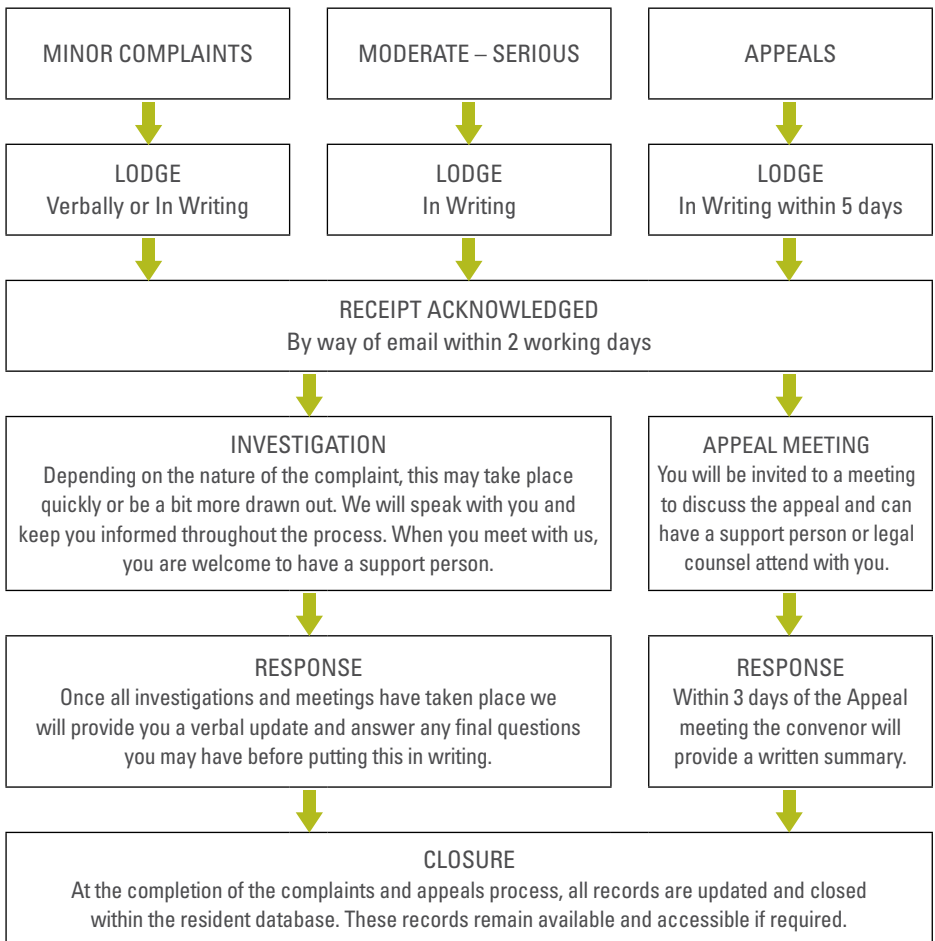 MINOR COMPLAINTS
MODERATE – SERIOUS
APPEALS
LODGE
Verbally or In Writing
LODGE
In Writing
LODGE
In Writing within 5 days
RECEIPT ACKNOWLEDGED
By way of email within 2 working days
INVESTIGATION
Depending on the nature of the complaint, this may take place
quickly or be a bit more drawn out. We will speak with you and
keep you informed throughout the process. When you meet with us,
you are welcome to have a support person.
APPEAL MEETING
You will be invited to a meeting
to discuss the appeal and can
have a support person or legal
counsel attend with you.
RESPONSE
Once all investigations and meetings have taken place we
will provide you a verbal update and answer any final questions
you may have before putting this in writing.
RESPONSE
Within 3 days of the Appeal
meeting the convenor will
provide a written summary.
CLOSURE
At the completion of the complaints and appeals process, all records are updated and closed
within the resident database. These records remain available and accessible if required.